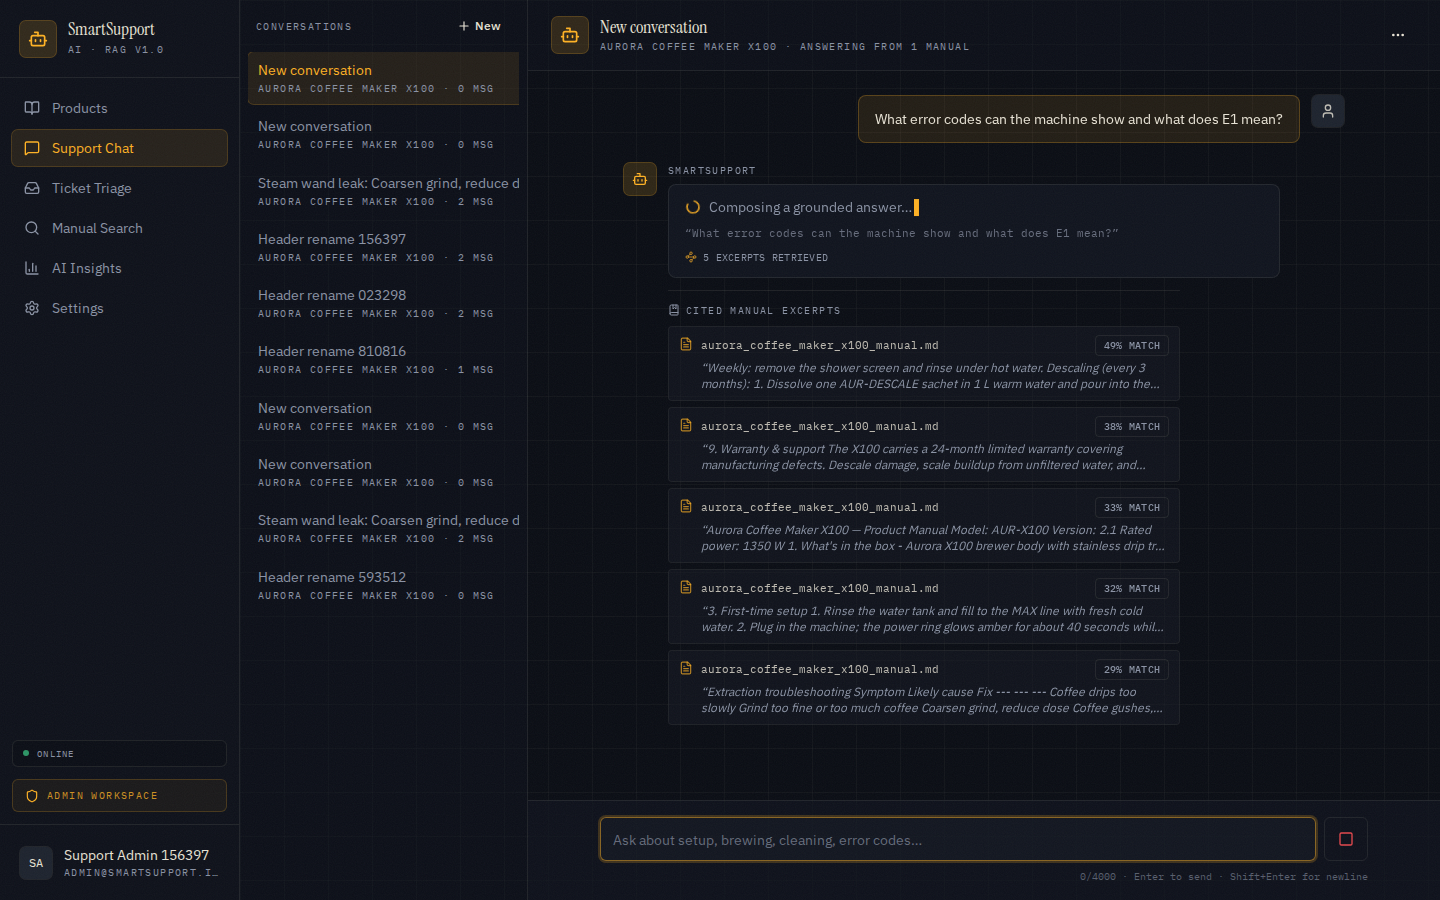 SmartSupport
AI · RAG V1.0
Products
Support Chat
Ticket Triage
Manual Search
AI Insights
Settings
ONLINE
ADMIN WORKSPACE
SA
Support Admin 156397
ADMIN@SMARTSUPPORT.I…
CONVERSATIONS
+ New
New conversation
AURORA COFFEE MAKER X100 · 0 MSG
New conversation
AURORA COFFEE MAKER X100 · 0 MSG
Steam wand leak: Coarsen grind, reduce d
AURORA COFFEE MAKER X100 · 2 MSG
Header rename 156397
AURORA COFFEE MAKER X100 · 2 MSG
Header rename 023298
AURORA COFFEE MAKER X100 · 2 MSG
Header rename 810816
AURORA COFFEE MAKER X100 · 1 MSG
New conversation
AURORA COFFEE MAKER X100 · 0 MSG
New conversation
AURORA COFFEE MAKER X100 · 0 MSG
Steam wand leak: Coarsen grind, reduce d
AURORA COFFEE MAKER X100 · 2 MSG
Header rename 593512
AURORA COFFEE MAKER X100 · 0 MSG
New conversation
AURORA COFFEE MAKER X100 · ANSWERING FROM 1 MANUAL
What error codes can the machine show and what does E1 mean?
SMARTSUPPORT
Composing a grounded answer...
“What error codes can the machine show and what does E1 mean?”
5 EXCERPTS RETRIEVED
CITED MANUAL EXCERPTS
aurora_coffee_maker_x100_manual.md
49% MATCH
“Weekly: remove the shower screen and rinse under hot water. Descaling (every 3
months): 1. Dissolve one AUR-DESCALE sachet in 1 L warm water and pour into the…
aurora_coffee_maker_x100_manual.md
38% MATCH
“9. Warranty & support The X100 carries a 24-month limited warranty covering
manufacturing defects. Descale damage, scale buildup from unfiltered water, and…
aurora_coffee_maker_x100_manual.md
33% MATCH
“Aurora Coffee Maker X100 — Product Manual Model: AUR-X100 Version: 2.1 Rated
power: 1350 W 1. What's in the box - Aurora X100 brewer body with stainless drip tr…
aurora_coffee_maker_x100_manual.md
32% MATCH
“3. First-time setup 1. Rinse the water tank and fill to the MAX line with fresh cold
water. 2. Plug in the machine; the power ring glows amber for about 40 seconds whil…
aurora_coffee_maker_x100_manual.md
29% MATCH
“Extraction troubleshooting Symptom Likely cause Fix --- --- --- Coffee drips too
slowly Grind too fine or too much coffee Coarsen grind, reduce dose Coffee gushes,…
Ask about setup, brewing, cleaning, error codes...
0/4000 · Enter to send · Shift+Enter for newline